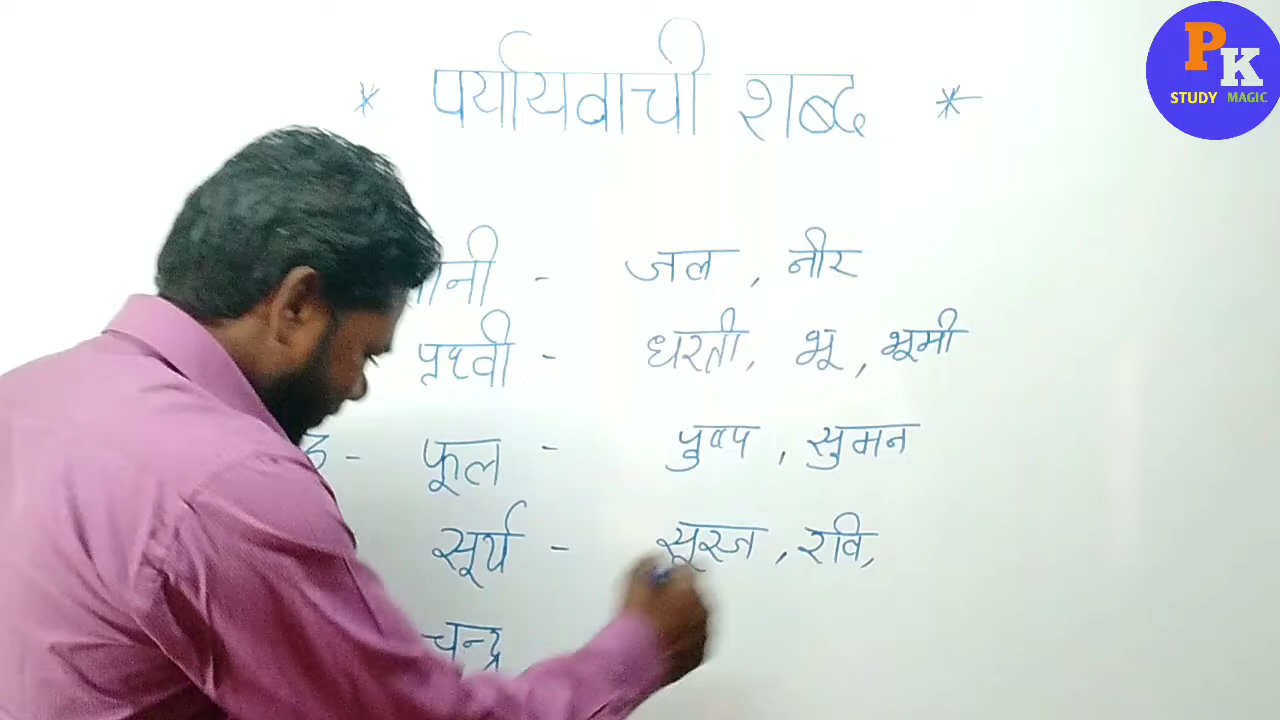 * पर्यायवाची शब्द *
PK
STUDY MAGIC
पानी - जल , नीर
पृथ्वी - धरती, भू , भूमी
- फूल - पुष्प , सुमन
सूर्य - सूरज , रवि,
चन्द्र